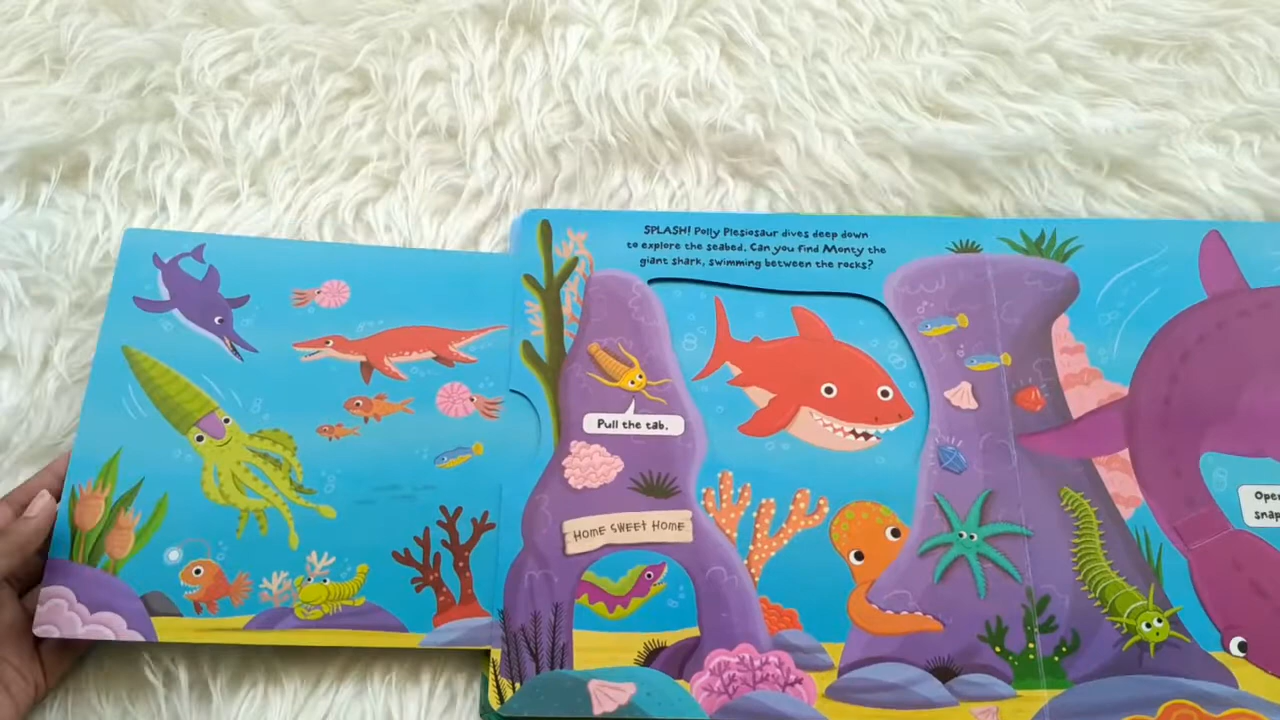 SPLASH! Polly Plesiosaur dives deep down
to explore the seabed. Can you find Monty the
giant shark, swimming between the rocks?
Pull the tab.
HOME SWEET HOME